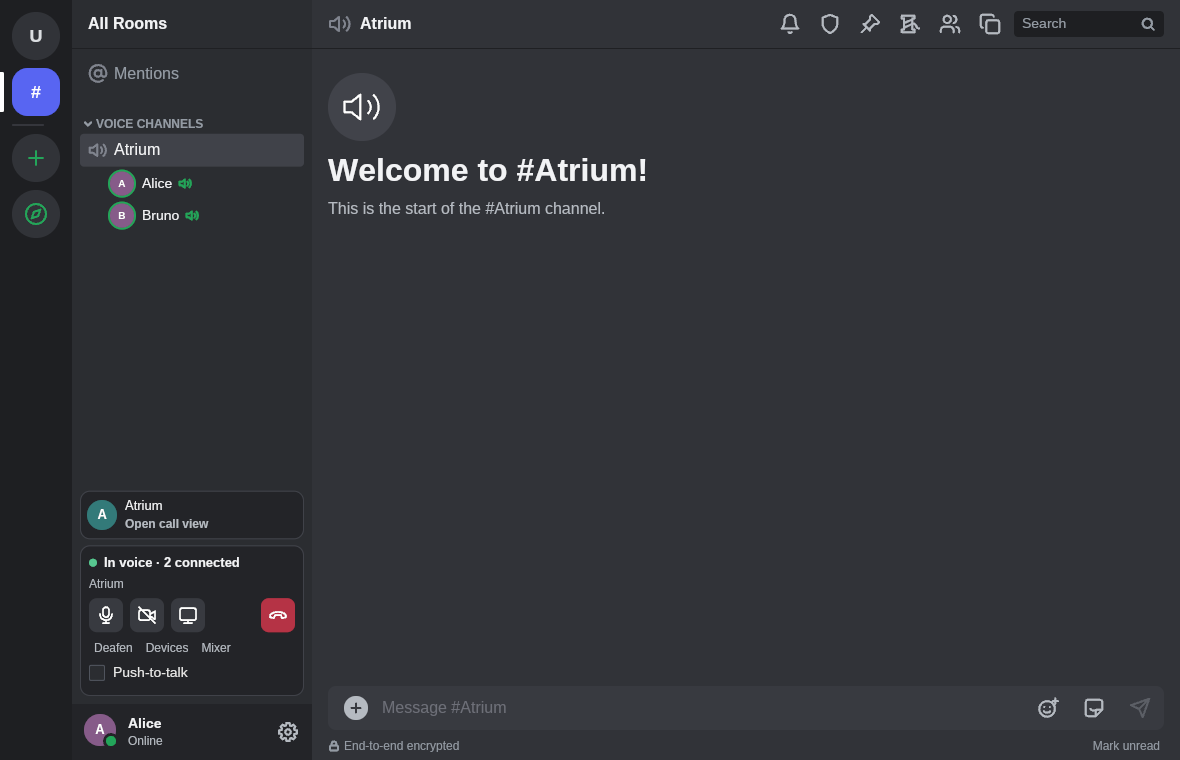 U
#
All Rooms
Mentions
VOICE CHANNELS
Atrium
A Alice
B Bruno
A Atrium
Open call view
In voice · 2 connected
Atrium
Deafen Devices Mixer
Push-to-talk
A Alice
Online
Atrium
Search
Welcome to #Atrium!
This is the start of the #Atrium channel.
Message #Atrium
End-to-end encrypted
Mark unread